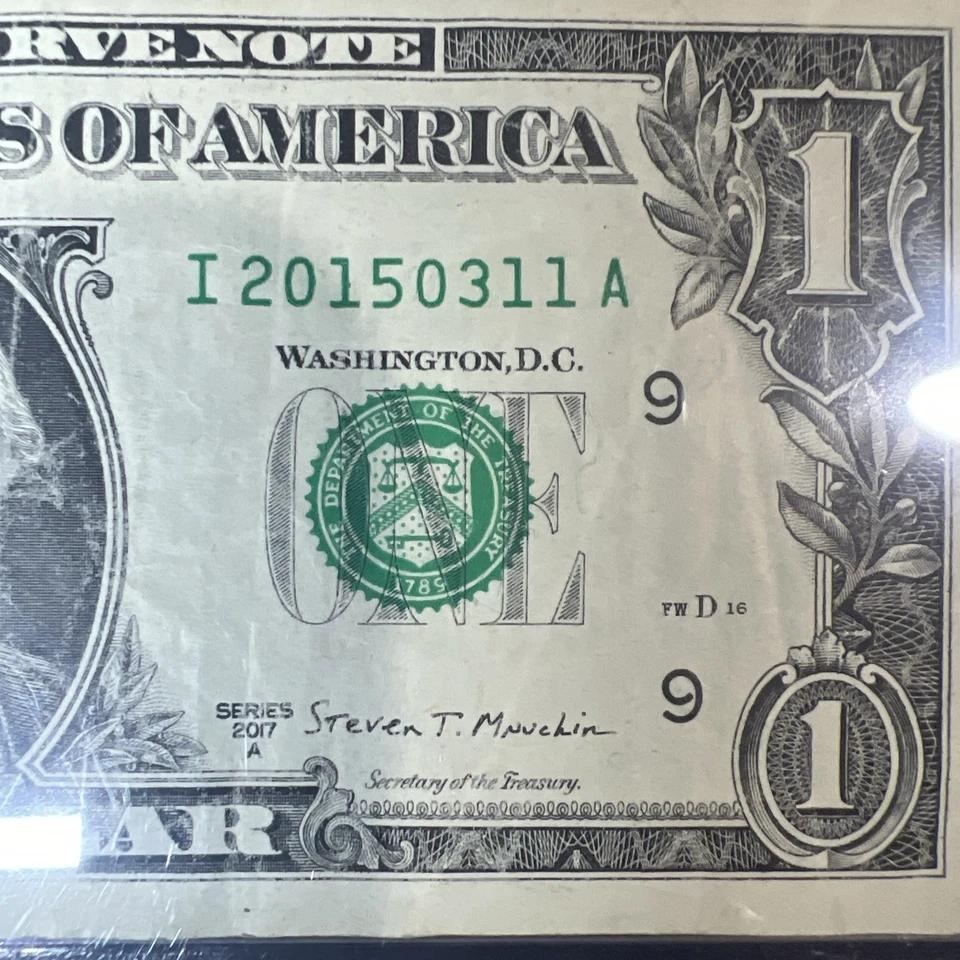 RVE NOTE
S OF AMERICA
1
I 20150311 A
WASHINGTON, D.C.
9
ONE
THE DEPARTMENT OF THE TREASURY
1789
FW D 16
9
SERIES
2017
A
Steven T. Mnuchin
Secretary of the Treasury.
1
AR